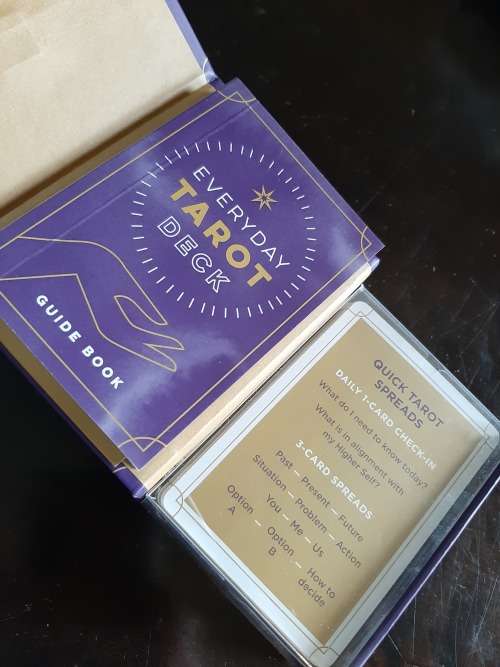 EVERYDAY
TAROT
DECK
GUIDE BOOK
QUICK TAROT
SPREADS
DAILY 1-CARD CHECK-IN
What do I need to know today?
What is in alignment with
my Higher Self?
3-CARD SPREADS
Past – Present – Future
Situation – Problem – Action
You – Me – Us
Option A – Option B – How to decide